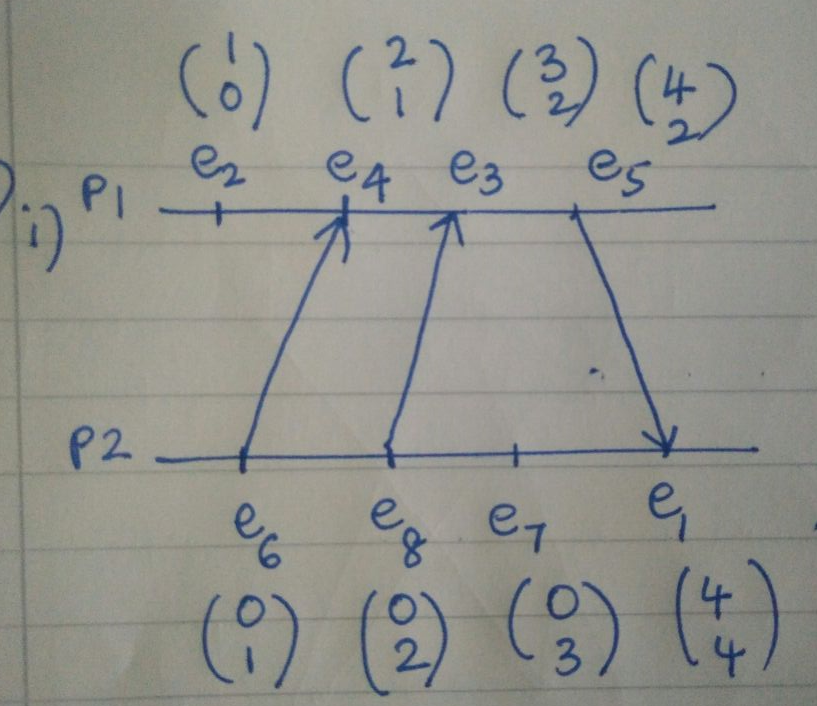 (1 0) (2 1) (3 2) (4 2)
e2 e4 e3 e5
i) P1
P2
e6 e8 e7 e1
(0 1) (0 2) (0 3) (4 4)